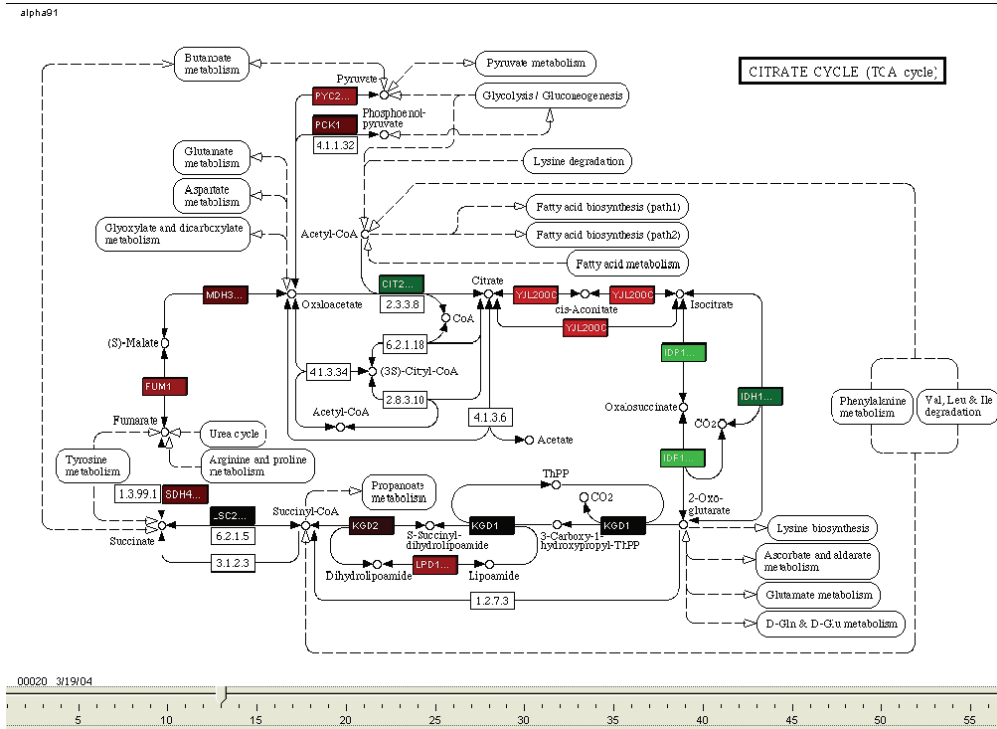 alpha91
CITRATE CYCLE (TCA cycle)
Butanoate
metabolism
Pyruvate
Pyruvate metabolism
PYC2...
Glycolysis / Gluconeogenesis
PCK1
Phosphoenol-
pyruvate
4.1.1.32
Glutamate
metabolism
Lysine degradation
Aspartate
metabolism
Glyoxylate and dicarboxylate
metabolism
Acetyl-CoA
Fatty acid biosynthesis (path1)
Fatty acid biosynthesis (path2)
Fatty acid metabolism
MDH3...
Oxaloacetate
CIT2...
2.3.3.8
Citrate
YJL200C
YJL200C
cis-Aconitate
YJL200C
Isocitrate
CoA
(S)-Malate
6.2.1.18
IDP1...
4.1.3.34
(3S)-Cityl-CoA
FUM1
2.8.3.10
Oxalosuccinate
IDH1...
Phenylalanine
metabolism
Val, Leu & Ile
degradation
Acetyl-CoA
4.1.3.6
CO2
Fumarate
Urea cycle
Acetate
Tyrosine
metabolism
Arginine and proline
metabolism
IDP1...
ThPP
1.3.99.1
SDH4...
Propanoate
metabolism
CO2
2-Oxo-
glutarate
Succinyl-CoA
_SC2...
KGD2
KGD1
KGD1
Succinate
6.2.1.5
S-Succinyl-
dihydrolipoamide
3-Carboxy-1-
hydroxypropyl-ThPP
Lysine biosynthesis
3.1.2.3
Dihydrolipoamide
LPD1...
Lipoamide
Ascorbate and aldarate
metabolism
1.2.7.3
Glutamate metabolism
D-Gln & D-Glu metabolism
00020 3/19/04
5 10 15 20 25 30 35 40 45 50 55